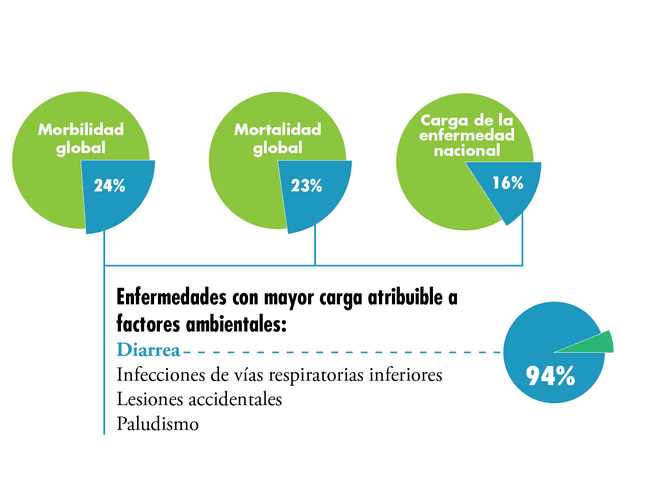 Morbilidad
global
24%
Mortalidad
global
23%
Carga de la
enfermedad
nacional
16%
Enfermedades con mayor carga atribuible a
factores ambientales:
Diarrea
94%
Infecciones de vías respiratorias inferiores
Lesiones accidentales
Paludismo